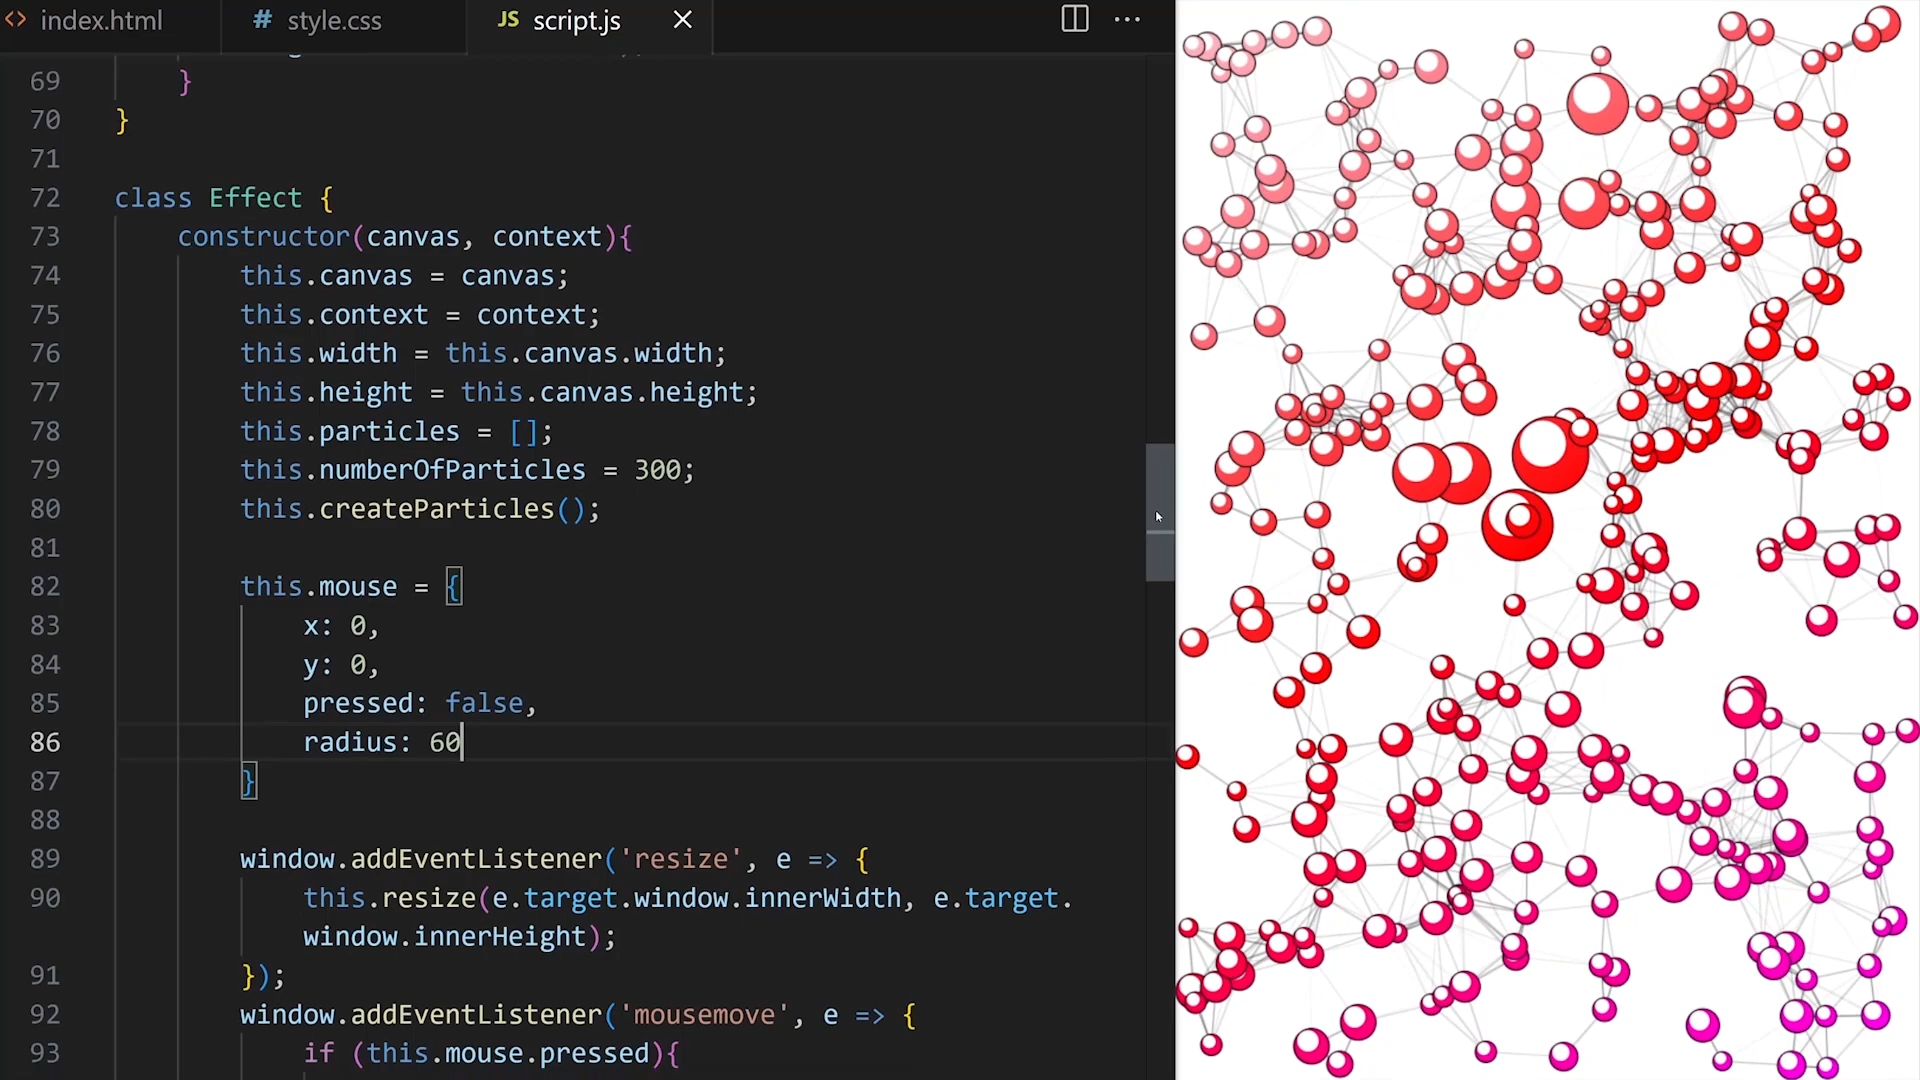 index.html
# style.css
JS script.js
69 }
70 }
71
72 class Effect {
73 constructor(canvas, context){
74 this.canvas = canvas;
75 this.context = context;
76 this.width = this.canvas.width;
77 this.height = this.canvas.height;
78 this.particles = [];
79 this.numberOfParticles = 300;
80 this.createParticles();
81
82 this.mouse = {
83 x: 0,
84 y: 0,
85 pressed: false,
86 radius: 60
87 }
88
89 window.addEventListener('resize', e => {
90 this.resize(e.target.window.innerWidth, e.target.
window.innerHeight);
91 });
92 window.addEventListener('mousemove', e => {
93 if (this.mouse.pressed){